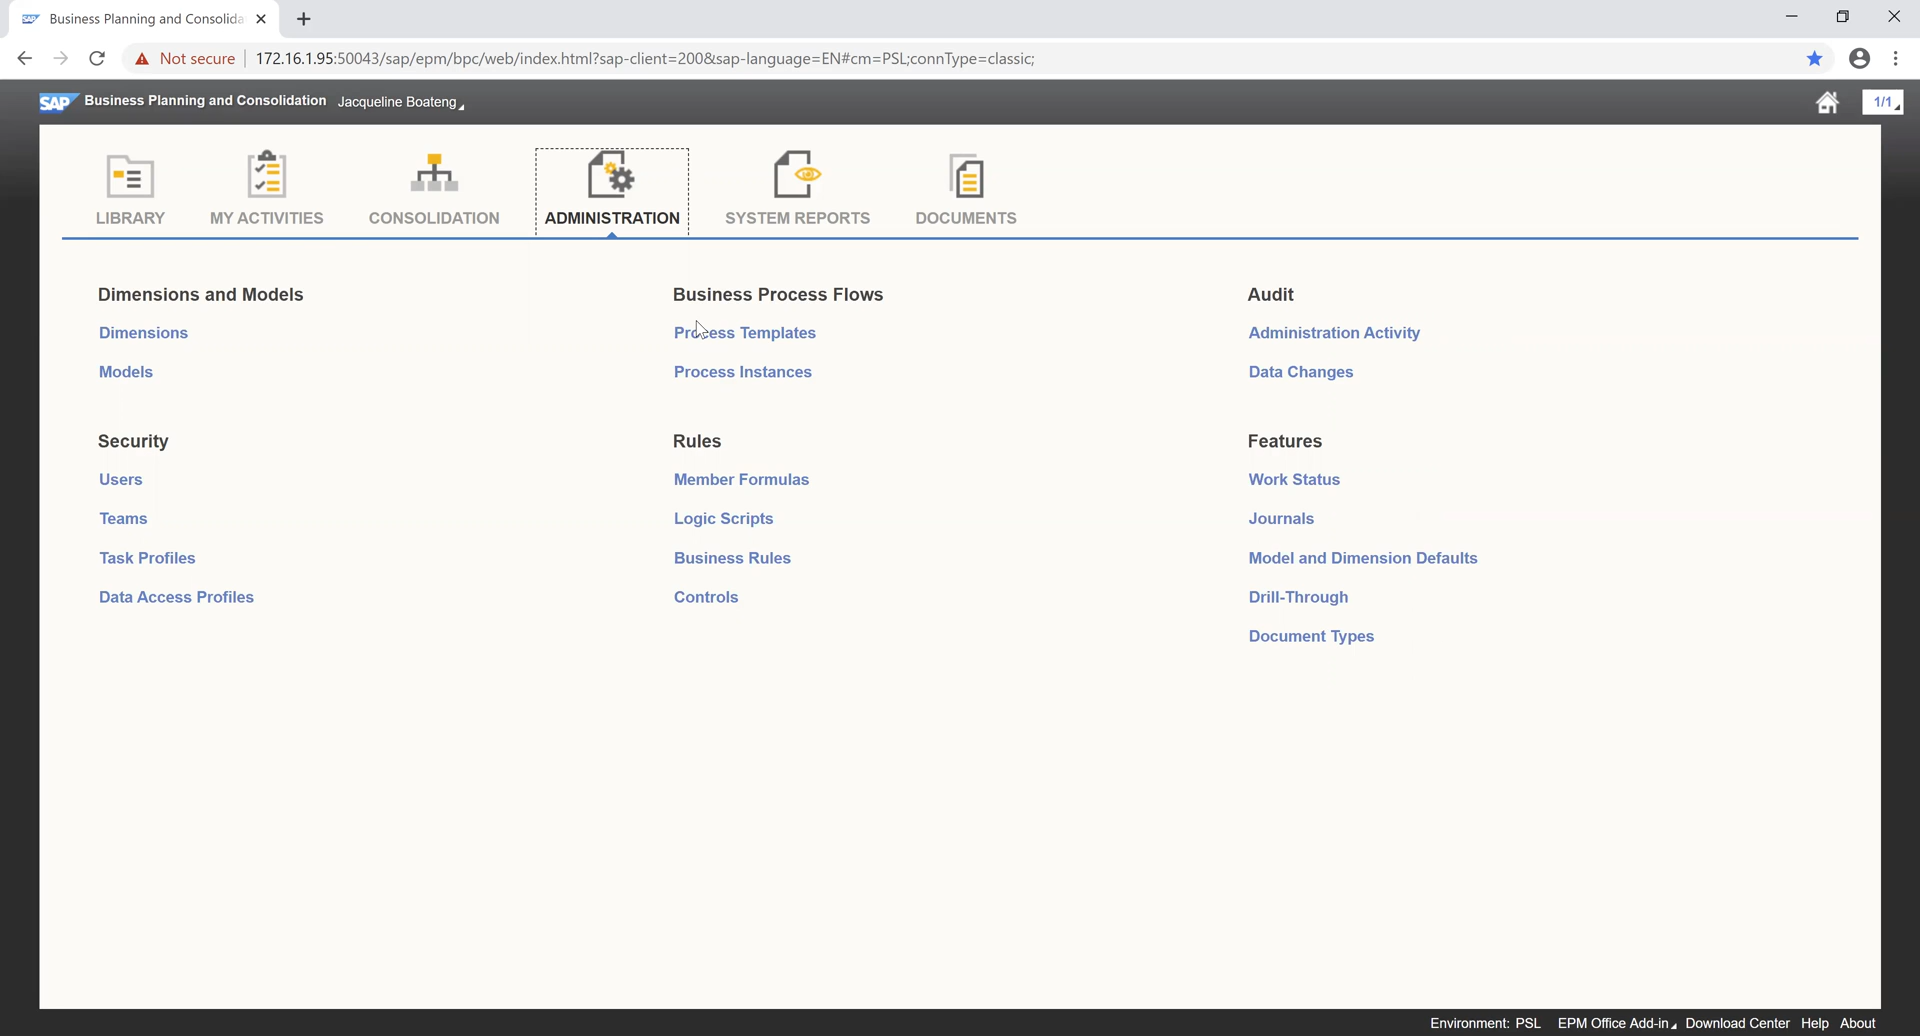 Business Planning and Consolida
Not secure
172.16.1.95:50043/sap/epm/bpc/web/index.html?sap-client=200&sap-language=EN#cm=PSL;connType=classic;
SAP Business Planning and Consolidation Jacqueline Boateng
1/1
LIBRARY
MY ACTIVITIES
CONSOLIDATION
ADMINISTRATION
SYSTEM REPORTS
DOCUMENTS
Dimensions and Models
Dimensions
Models
Business Process Flows
Process Templates
Process Instances
Audit
Administration Activity
Data Changes
Security
Users
Teams
Task Profiles
Data Access Profiles
Rules
Member Formulas
Logic Scripts
Business Rules
Controls
Features
Work Status
Journals
Model and Dimension Defaults
Drill-Through
Document Types
Environment: PSL EPM Office Add-in Download Center Help About